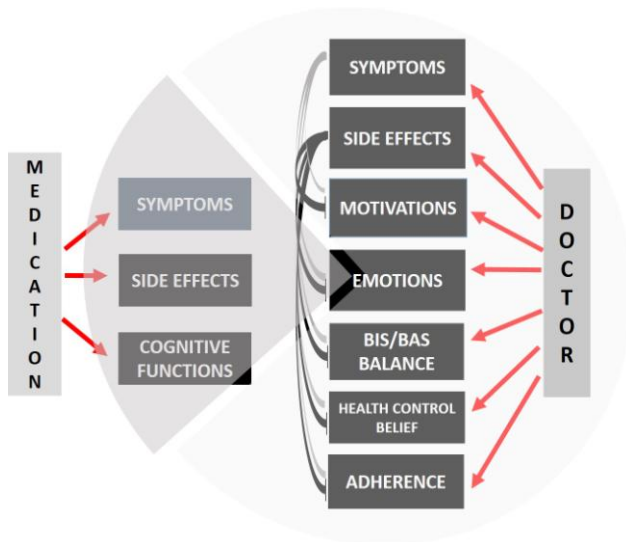 MEDICATION
SYMPTOMS
SIDE EFFECTS
COGNITIVE
FUNCTIONS
SYMPTOMS
SIDE EFFECTS
MOTIVATIONS
EMOTIONS
BIS/BAS
BALANCE
HEALTH CONTROL
BELIEF
ADHERENCE
DOCTOR